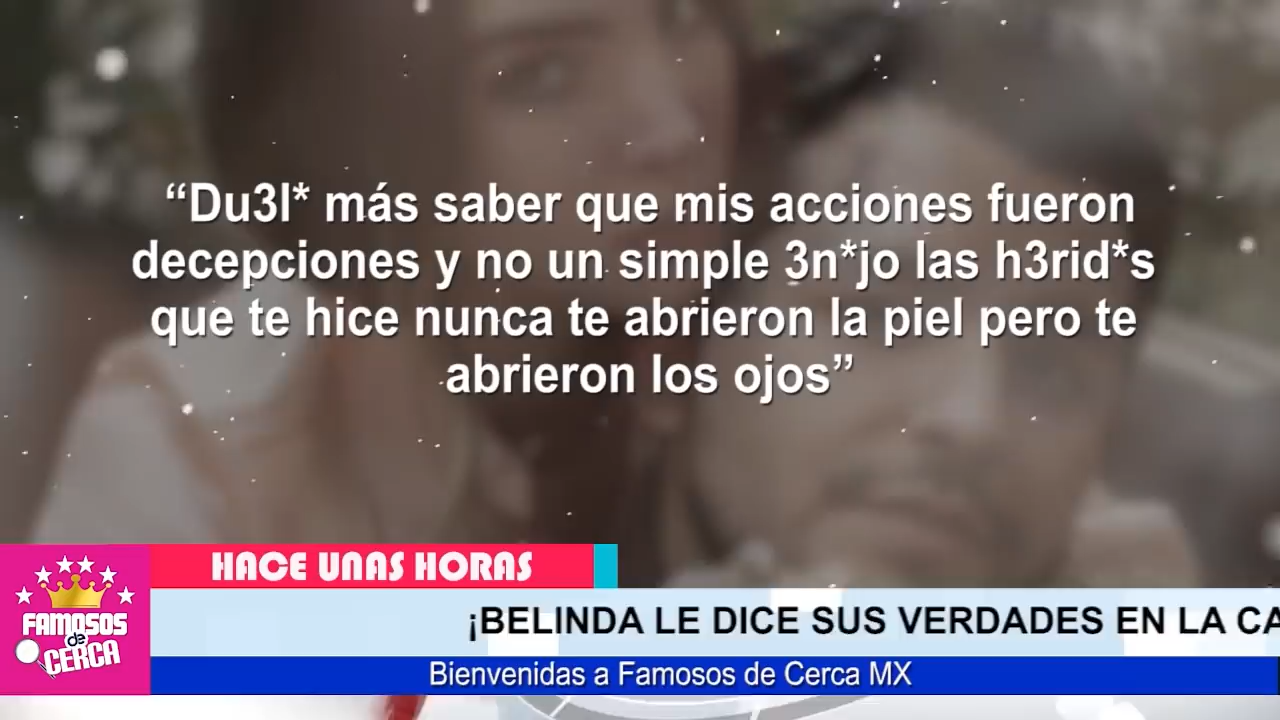 “Du3l* más saber que mis acciones fueron
decepciones y no un simple 3n*jo las h3rid*s
que te hice nunca te abrieron la piel pero te
abrieron los ojos”
HACE UNAS HORAS
FAMOSOS
de
CERCA
¡BELINDA LE DICE SUS VERDADES EN LA CA
Bienvenidas a Famosos de Cerca MX